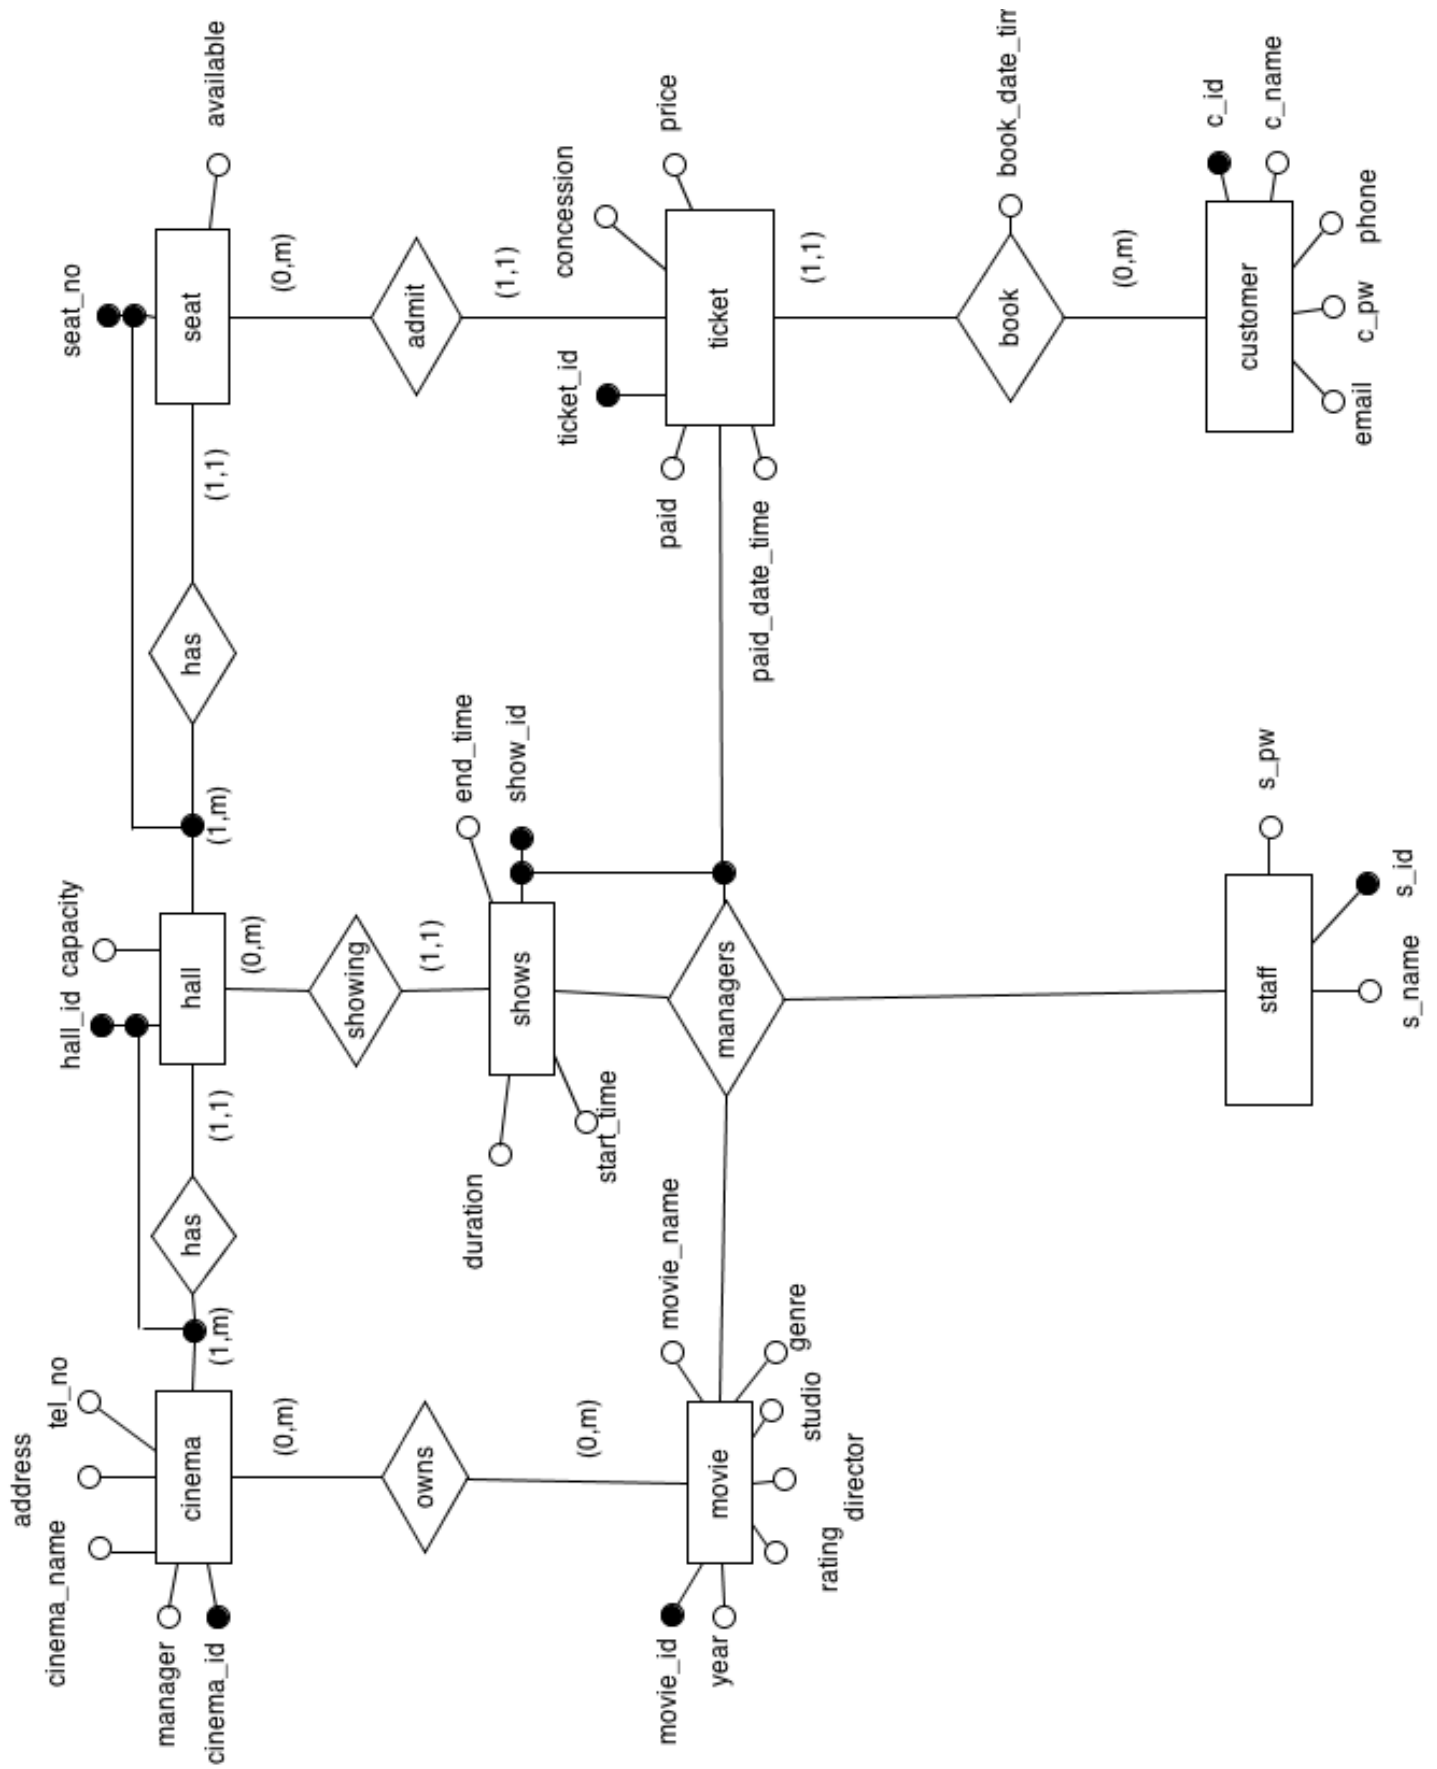 address
cinema_name
tel_no
hall_id
capacity
seat_no
manager
cinema
has
hall
has
seat
cinema_id
(1,m)
(1,1)
(1,m)
(1,1)
available
(0,m)
(0,m)
(0,m)
showing
admit
owns
(1,1)
(1,1)
duration
end_time
shows
show_id
ticket_id
concession
(0,m)
start_time
movie_id
movie_name
paid
price
year
movie
managers
ticket
paid_date_time
genre
studio
(1,1)
rating
director
book
(0,m)
c_id
customer
staff
s_pw
c_name
email
c_pw
phone
s_name
s_id